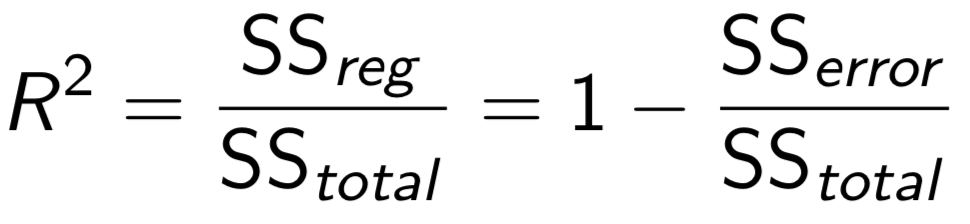 R² = SS_reg / SS_total = 1 − SS_error / SS_total